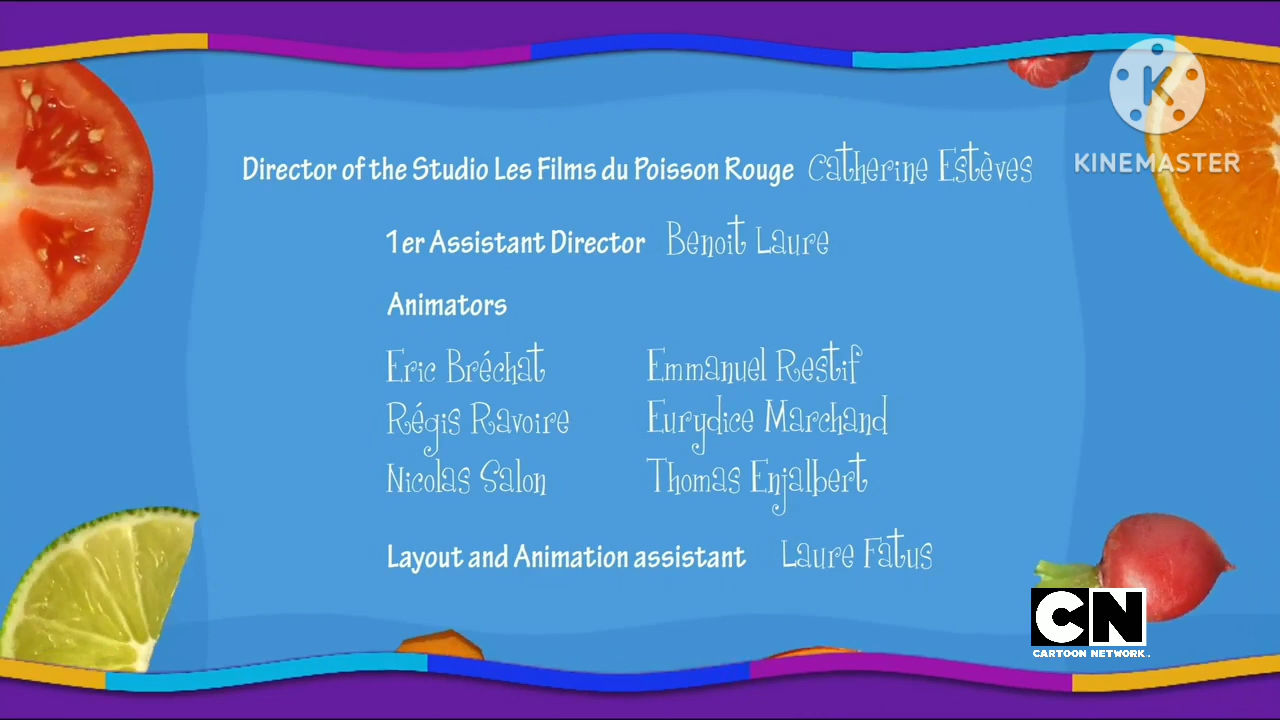 Director of the Studio Les Films du Poisson Rouge Catherine Estèves
KINEMASTER
1er Assistant Director Benoit Laure
Animators
Eric Bréchat Emmanuel Restif
Régis Ravoire Eurydice Marchand
Nicolas Salon Thomas Enjalbert
Layout and Animation assistant Laure Fatus
CN
CARTOON NETWORK